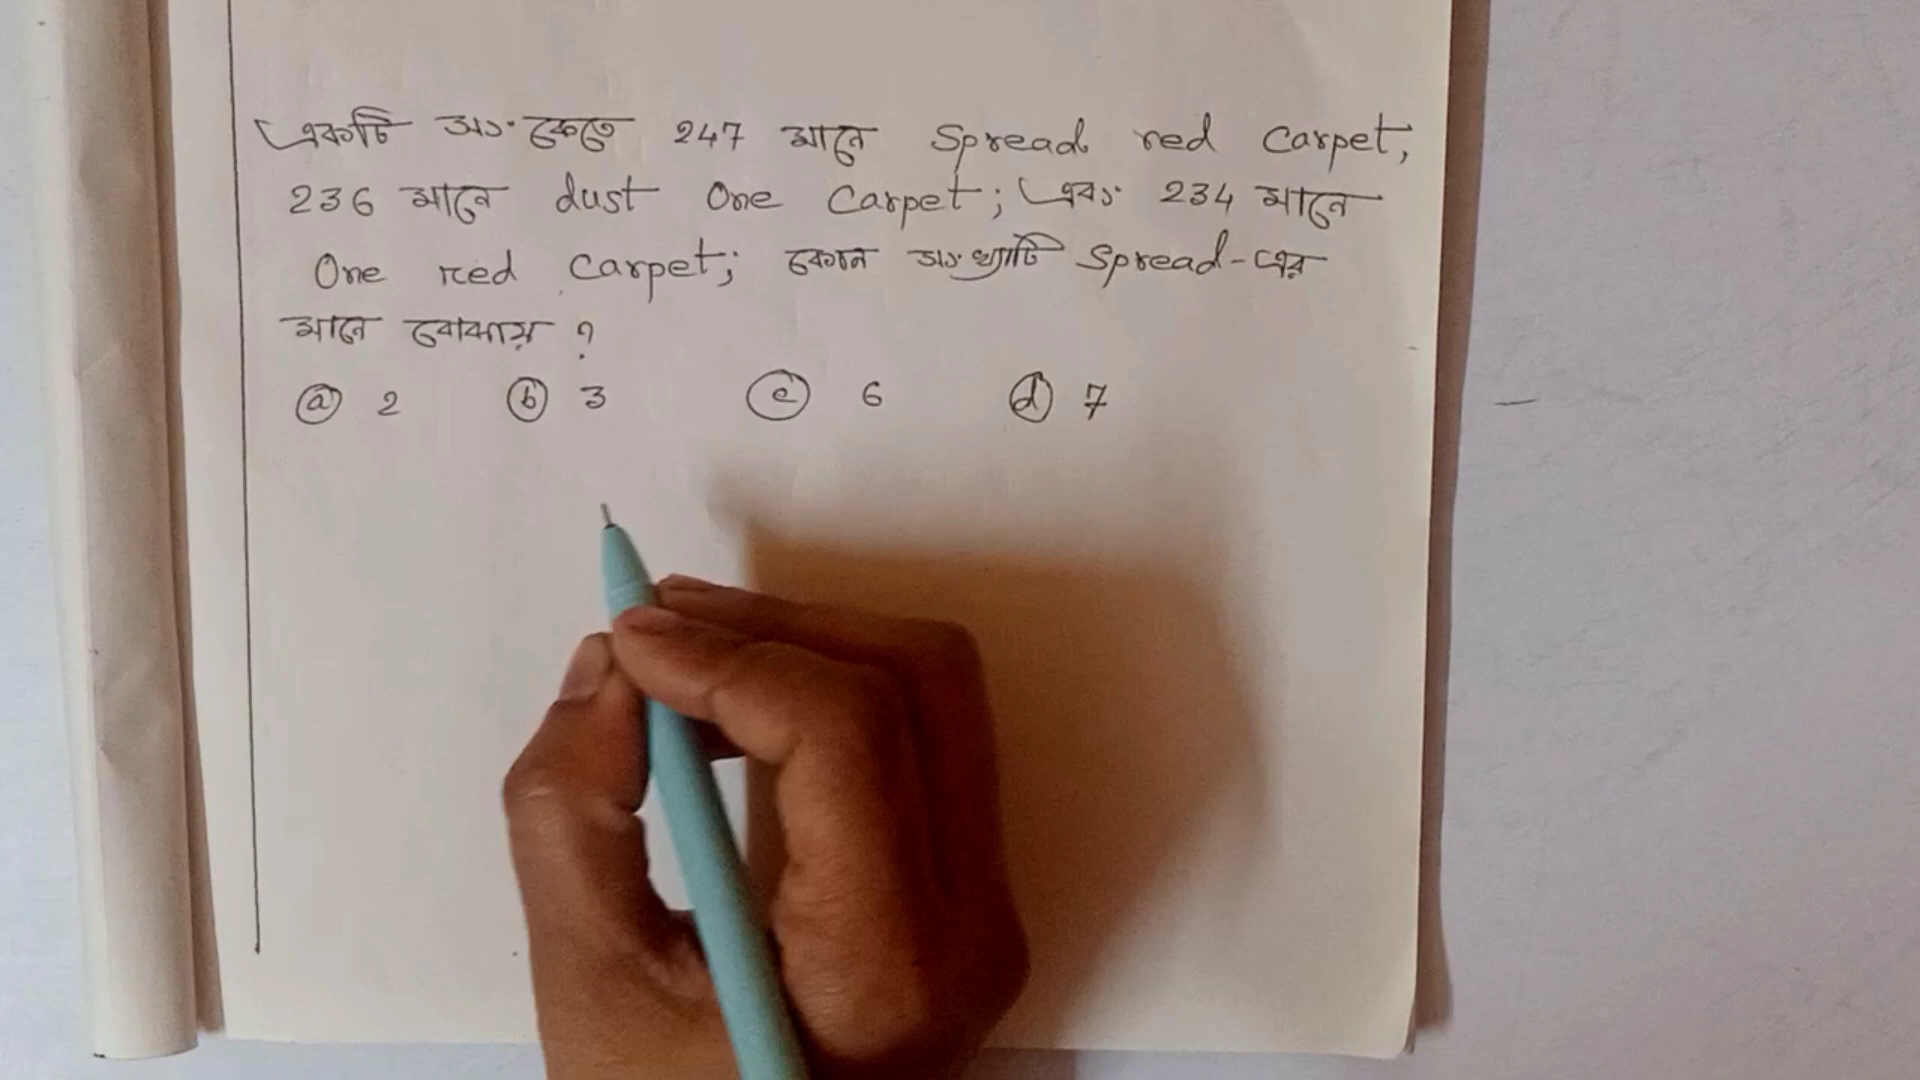 একটি সংকেতে 247 মানে Spread red Carpet,
236 মানে dust One Carpet; এবং 234 মানে
One red Carpet; কোন সংখ্যাটি Spread-এর
মানে বোঝায় ?
(a) 2 (b) 3 (c) 6 (d) 7